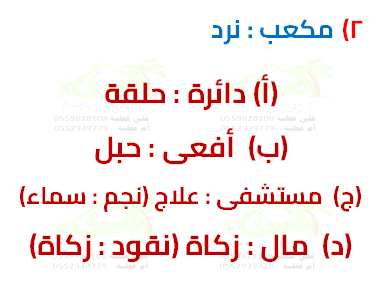 ٢) مكعب : نرد
(أ) دائرة : حلقة
(ب) أفعى : حبل
(ج) مستشفى : علاج (نجم : سماء)
(د) مال : زكاة (نقود : زكاة)